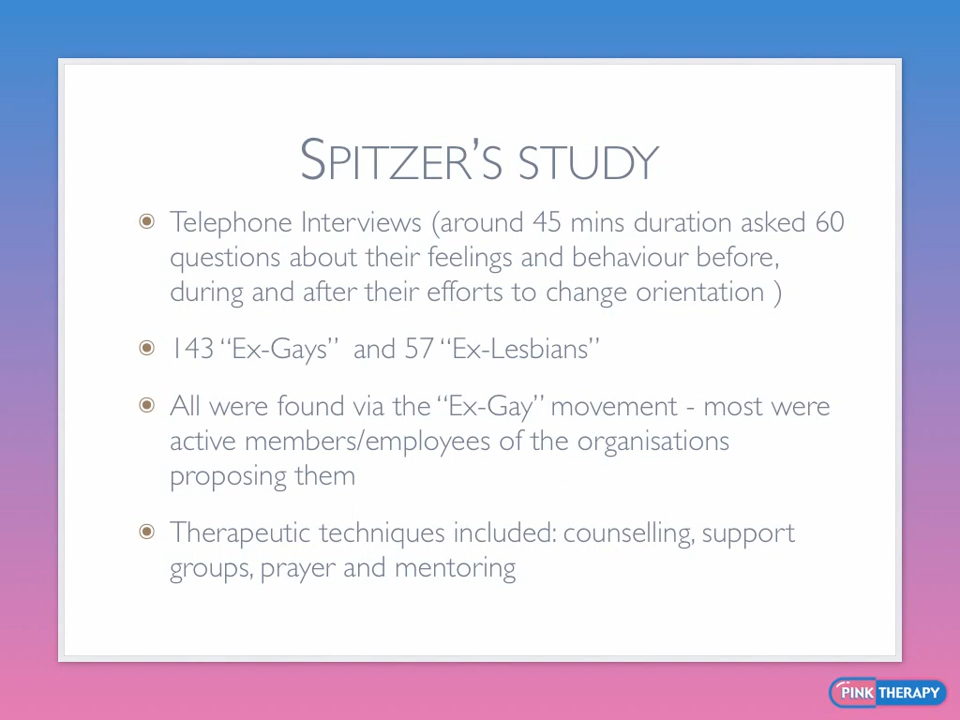 SPITZER'S STUDY
Telephone Interviews (around 45 mins duration asked 60
questions about their feelings and behaviour before,
during and after their efforts to change orientation )
143 “Ex-Gays”  and 57 “Ex-Lesbians”
All were found via the “Ex-Gay” movement - most were
active members/employees of the organisations
proposing them
Therapeutic techniques included: counselling, support
groups, prayer and mentoring
PINK THERAPY